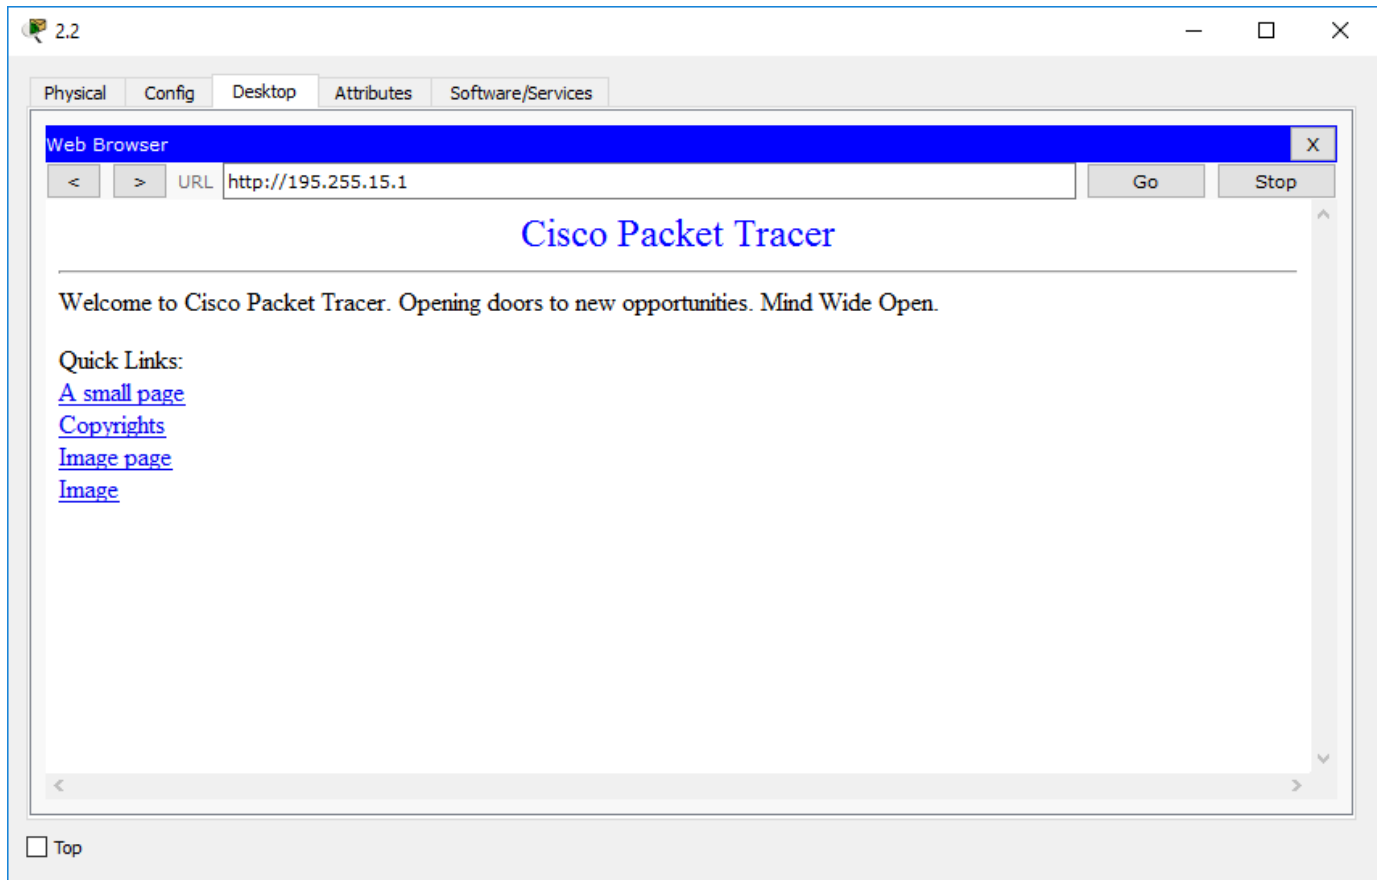 2.2
Physical Config Desktop Attributes Software/Services
Web Browser X
< > URL http://195.255.15.1 Go Stop
Cisco Packet Tracer
Welcome to Cisco Packet Tracer. Opening doors to new opportunities. Mind Wide Open.
Quick Links:
A small page
Copyrights
Image page
Image
Top